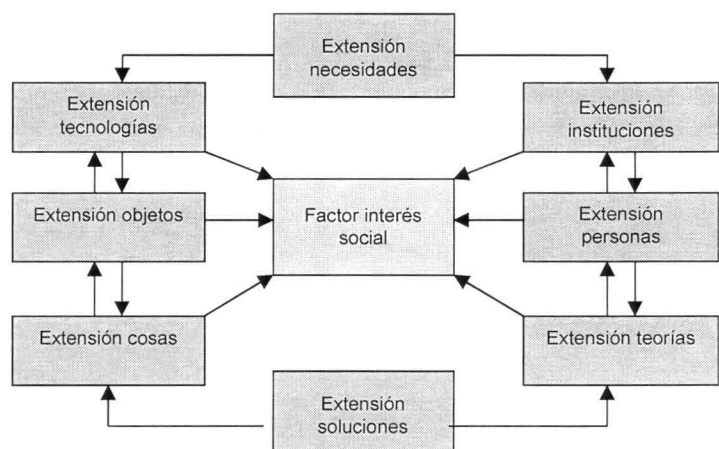 Extensión
necesidades
Extensión
tecnologías
Extensión
instituciones
Extensión objetos
Factor interés
social
Extensión
personas
Extensión cosas
Extensión teorías
Extensión
soluciones